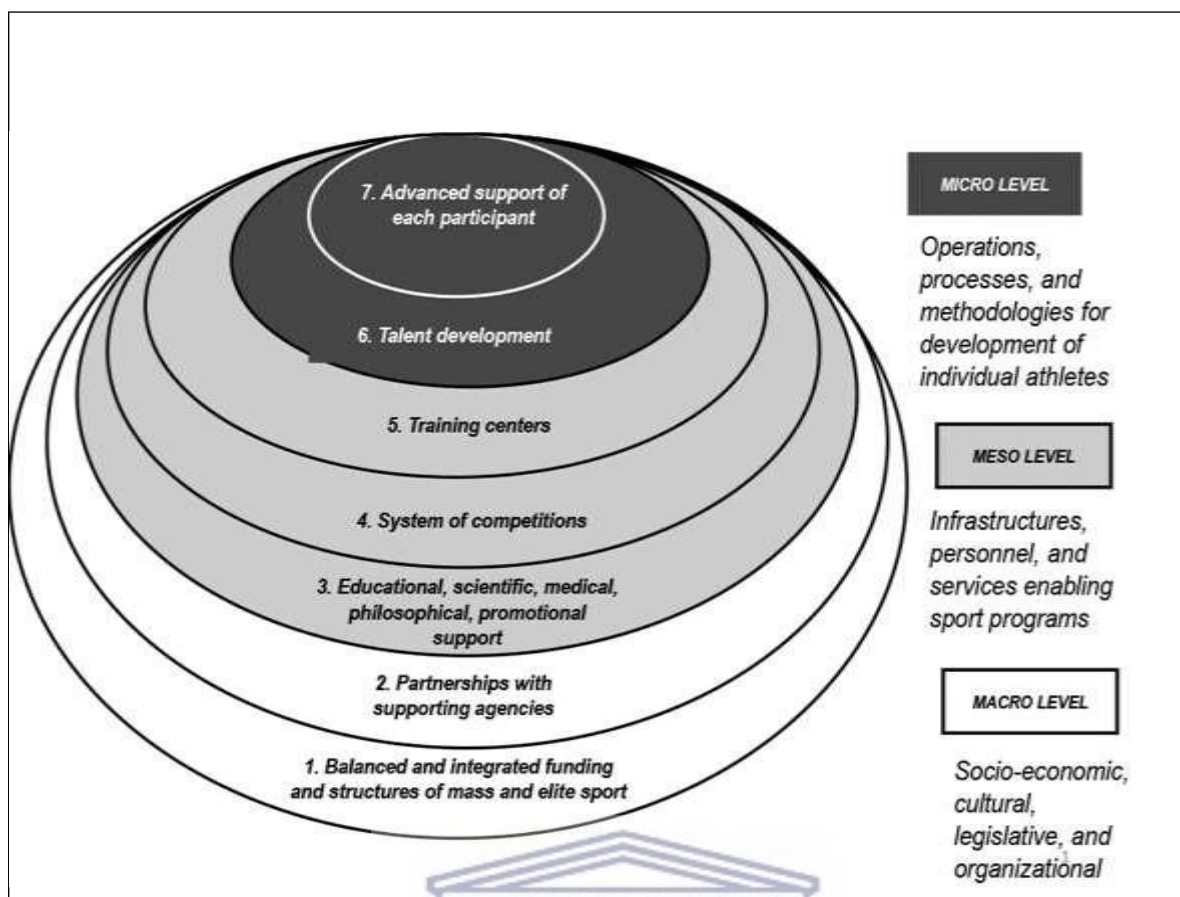 7. Advanced support of
each participant
6. Talent development
5. Training centers
4. System of competitions
3. Educational, scientific, medical,
philosophical, promotional
support
2. Partnerships with
supporting agencies
1. Balanced and integrated funding
and structures of mass and elite sport
MICRO LEVEL
Operations,
processes, and
methodologies for
development of
individual athletes
MESO LEVEL
Infrastructures,
personnel, and
services enabling
sport programs
MACRO LEVEL
Socio-economic,
cultural,
legislative, and
organizational
1